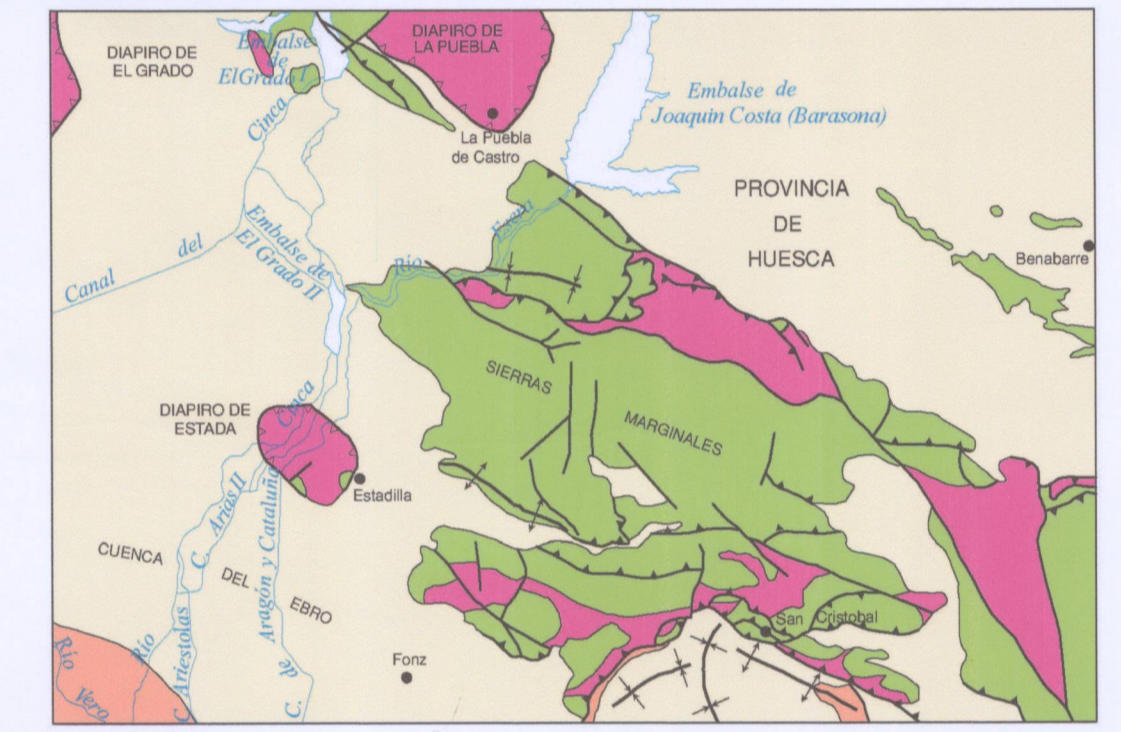 DIAPIRO DE
EL GRADO
Embalse
de
El Grado I
DIAPIRO DE
LA PUEBLA
La Puebla
de Castro
Embalse de
Joaquin Costa (Barasona)
PROVINCIA
DE
HUESCA
Benabarre
Cinca
Canal del
Embalse de
El Grado II
Río Esera
SIERRAS
MARGINALES
DIAPIRO DE
ESTADA
Cinca
Estadilla
C. Arias II
C. de Aragón y Cataluña
CUENCA
DEL
EBRO
Río
C. Ariestolas
Río Vero
Fonz
San Cristobal